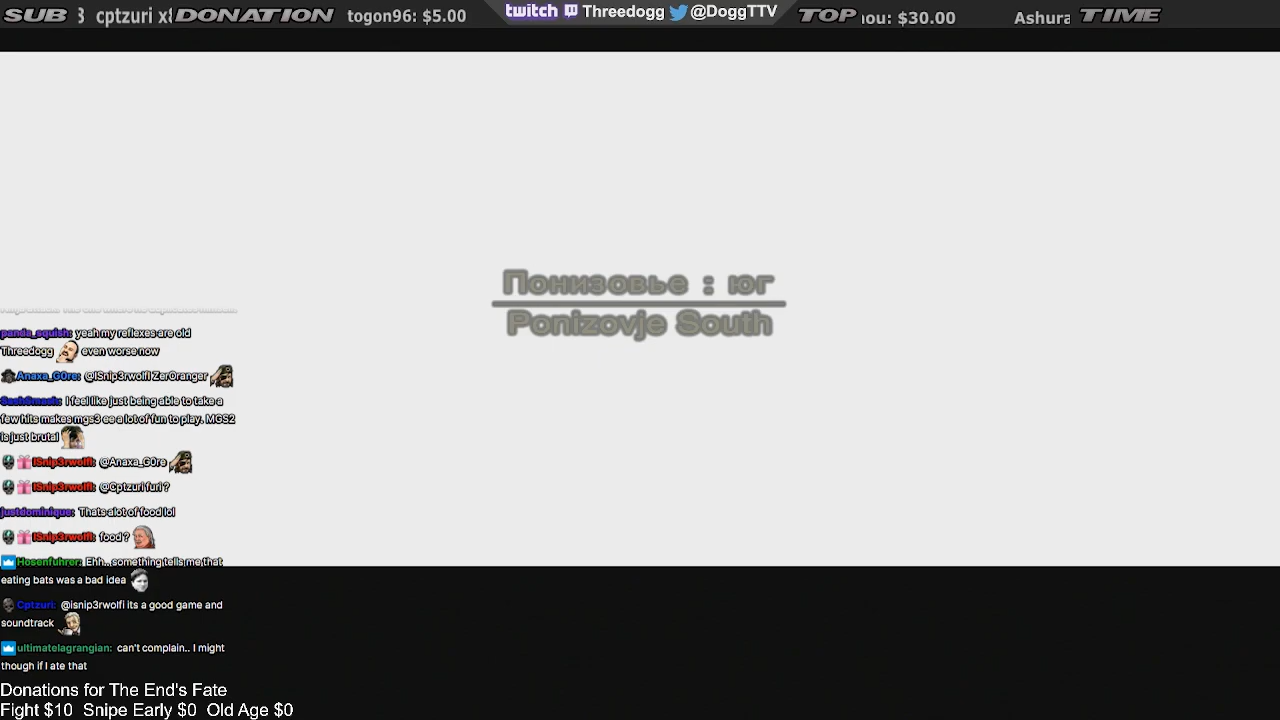 SUB 3 cptzuri x8 DONATION togon96: $5.00 twitch Threedogg @DoggTTV TOP nou: $30.00 Ashura TIME
Понизовье : юг
Ponizovje South
panda_squish: yeah my reflexes are old
Threedogg even worse now
Anaxa_G0re: @ISnip3rwolfI Zer0ranger
I feel like just being able to take a
few hits makes mgs3 ee a lot of fun to play. MGS2
is just brutal
ISnip3rwolfI: @Anaxa_G0re
ISnip3rwolfI: @Cptzuri furi ?
justdominique: Thats alot of food lol
ISnip3rwolfI: food ?
Hosenfuhrer: Ehh.. something tells me that
eating bats was a bad idea
Cptzuri: @isnip3rwolfi its a good game and
soundtrack
ultimatelagrangian: can't complain.. I might
though if I ate that
Donations for The End's Fate
Fight $10 Snipe Early $0 Old Age $0